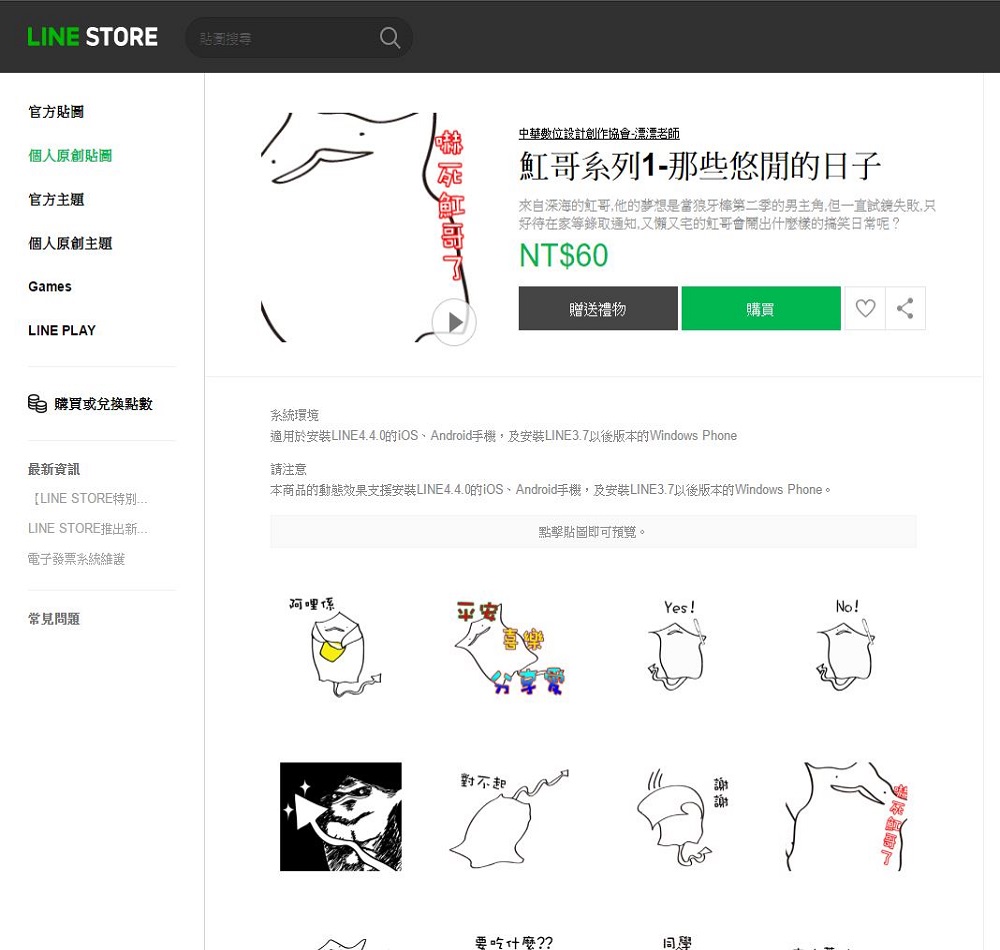 LINE STORE
貼圖搜尋
官方貼圖
個人原創貼圖
官方主題
個人原創主題
Games
LINE PLAY
購買或兌換點數
最新資訊
【LINE STORE特別...
LINE STORE推出新...
電子發票系統維護
常見問題
嚇死魟哥了
中華數位設計創作協會-漂漂老師
魟哥系列1-那些悠閒的日子
來自深海的魟哥,他的夢想是當狼牙棒第二季的男主角,但一直試鏡失敗,只
好待在家等錄取通知,又懶又宅的魟哥會鬧出什麼樣的搞笑日常呢？
NT$60
贈送禮物
購買
系統環境
適用於安裝LINE4.4.0的iOS、Android手機，及安裝LINE3.7以後版本的Windows Phone
請注意
本商品的動態效果支援安裝LINE4.4.0的iOS、Android手機，及安裝LINE3.7以後版本的Windows Phone。
點擊貼圖即可預覽。
阿哩係
平安
喜樂
分享愛
Yes!
No!
對不起
謝謝
嚇死魟哥了
要吃什麼??
同學